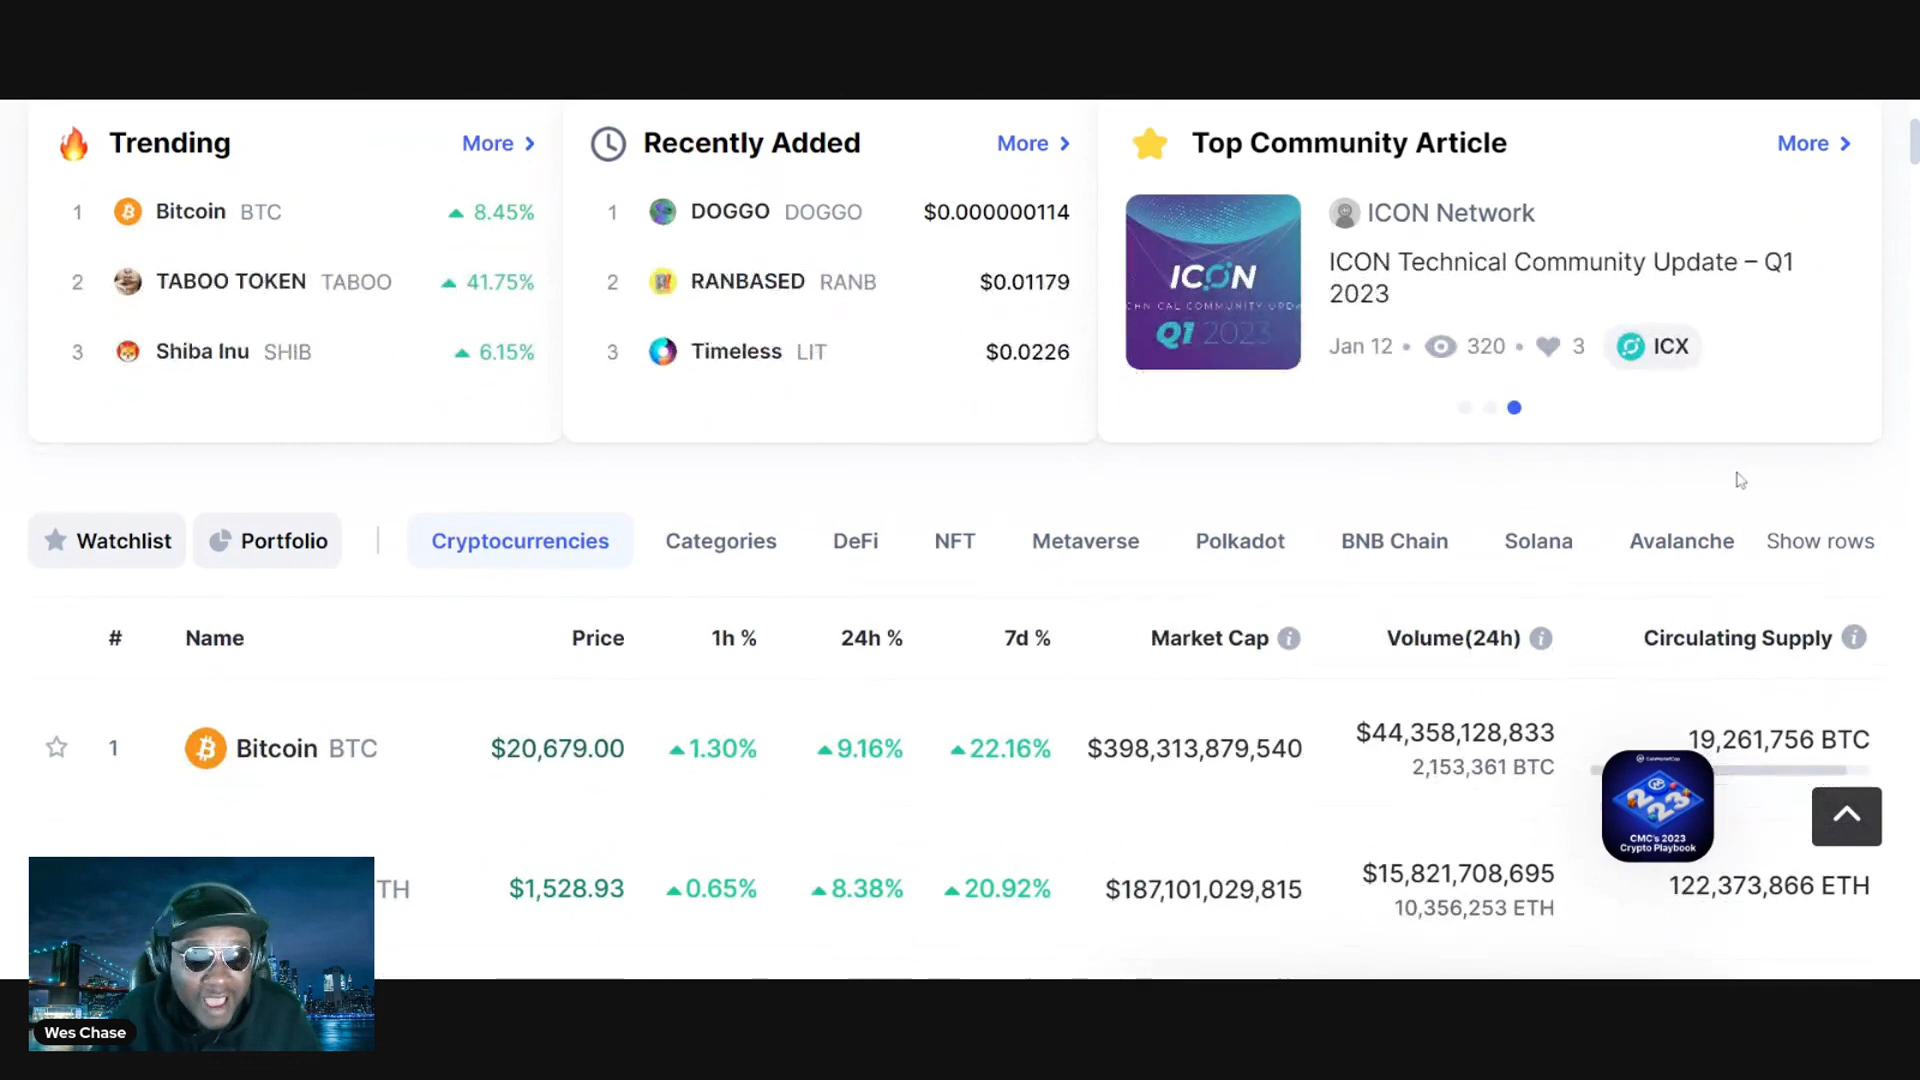 Trending
More
1 Bitcoin BTC 8.45%
2 TABOO TOKEN TABOO 41.75%
3 Shiba Inu SHIB 6.15%
Recently Added
More
1 DOGGO DOGGO $0.000000114
2 RANBASED RANB $0.01179
3 Timeless LIT $0.0226
Top Community Article
More
ICON
Q1 2023
ICON Network
ICON Technical Community Update – Q1
2023
Jan 12 • 320 • 3 ICX
Watchlist Portfolio Cryptocurrencies Categories DeFi NFT Metaverse Polkadot BNB Chain Solana Avalanche Show rows
# Name Price 1h % 24h % 7d % Market Cap Volume(24h) Circulating Supply
1 Bitcoin BTC $20,679.00 1.30% 9.16% 22.16% $398,313,879,540 $44,358,128,833 19,261,756 BTC
2,153,361 BTC
TH $1,528.93 0.65% 8.38% 20.92% $187,101,029,815 $15,821,708,695 122,373,866 ETH
10,356,253 ETH
CoinMarketCap
2023
CMC's 2023
Crypto Playbook
Wes Chase